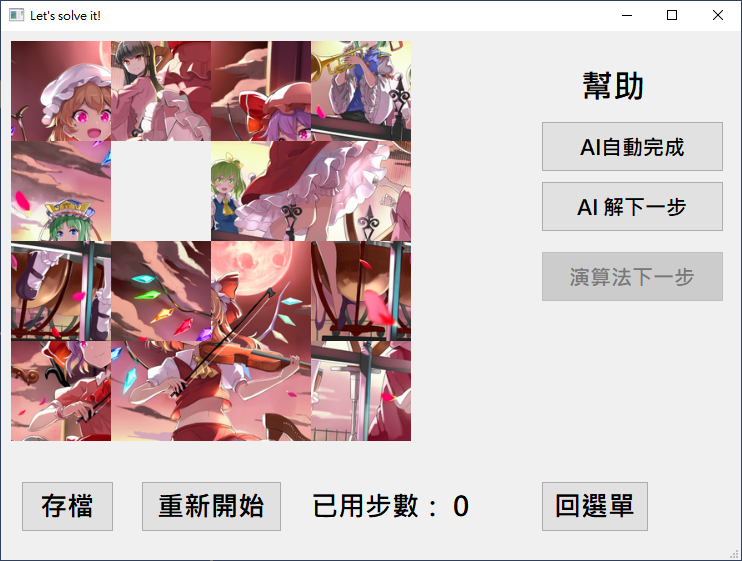 Let's solve it!
幫助
AI自動完成
AI 解下一步
演算法下一步
存檔
重新開始
已用步數： 0
回選單